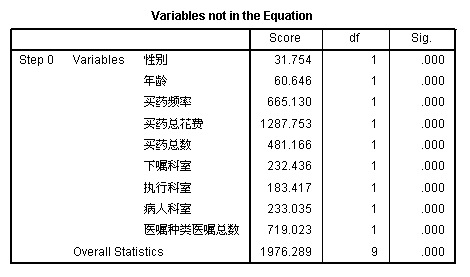 Variables not in the Equation
Score df Sig.
Step 0 Variables 性别 31.754 1 .000
年龄 60.646 1 .000
买药频率 665.130 1 .000
买药总花费 1287.753 1 .000
买药总数 481.166 1 .000
下嘱科室 232.436 1 .000
执行科室 183.417 1 .000
病人科室 233.035 1 .000
医嘱种类医嘱总数 719.023 1 .000
Overall Statistics 1976.289 9 .000